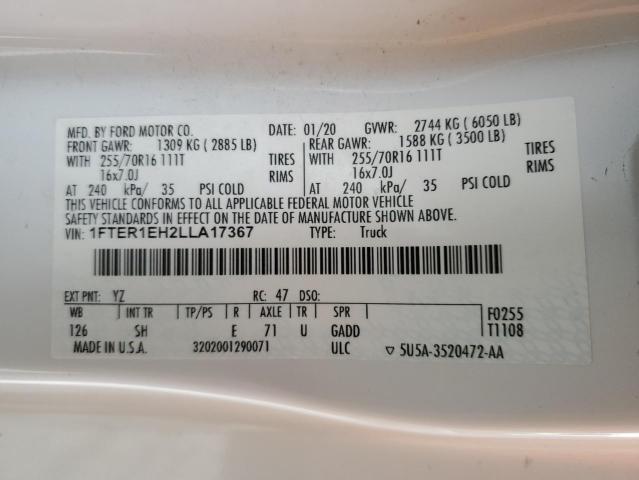 MFD. BY FORD MOTOR CO. DATE: 01/20 GVWR: 2744 KG ( 6050 LB)
FRONT GAWR: 1309 KG ( 2885 LB) REAR GAWR: 1588 KG ( 3500 LB)
WITH 255/70R16 111T TIRES WITH 255/70R16 111T TIRES
16x7.0J RIMS 16x7.0J RIMS
AT 240 kPa/ 35 PSI COLD AT 240 kPa/ 35 PSI COLD
THIS VEHICLE CONFORMS TO ALL APPLICABLE FEDERAL MOTOR VEHICLE
SAFETY STANDARDS IN EFFECT ON THE DATE OF MANUFACTURE SHOWN ABOVE.
VIN: 1FTER1EH2LLA17367 TYPE: Truck
EXT PNT: YZ RC: 47 DSO:
WB INT TR TP/PS R AXLE TR SPR F0255
126 SH E 71 U GADD T1108
MADE IN U.S.A. 3202001290071 ULC ▽ 5U5A-3520472-AA